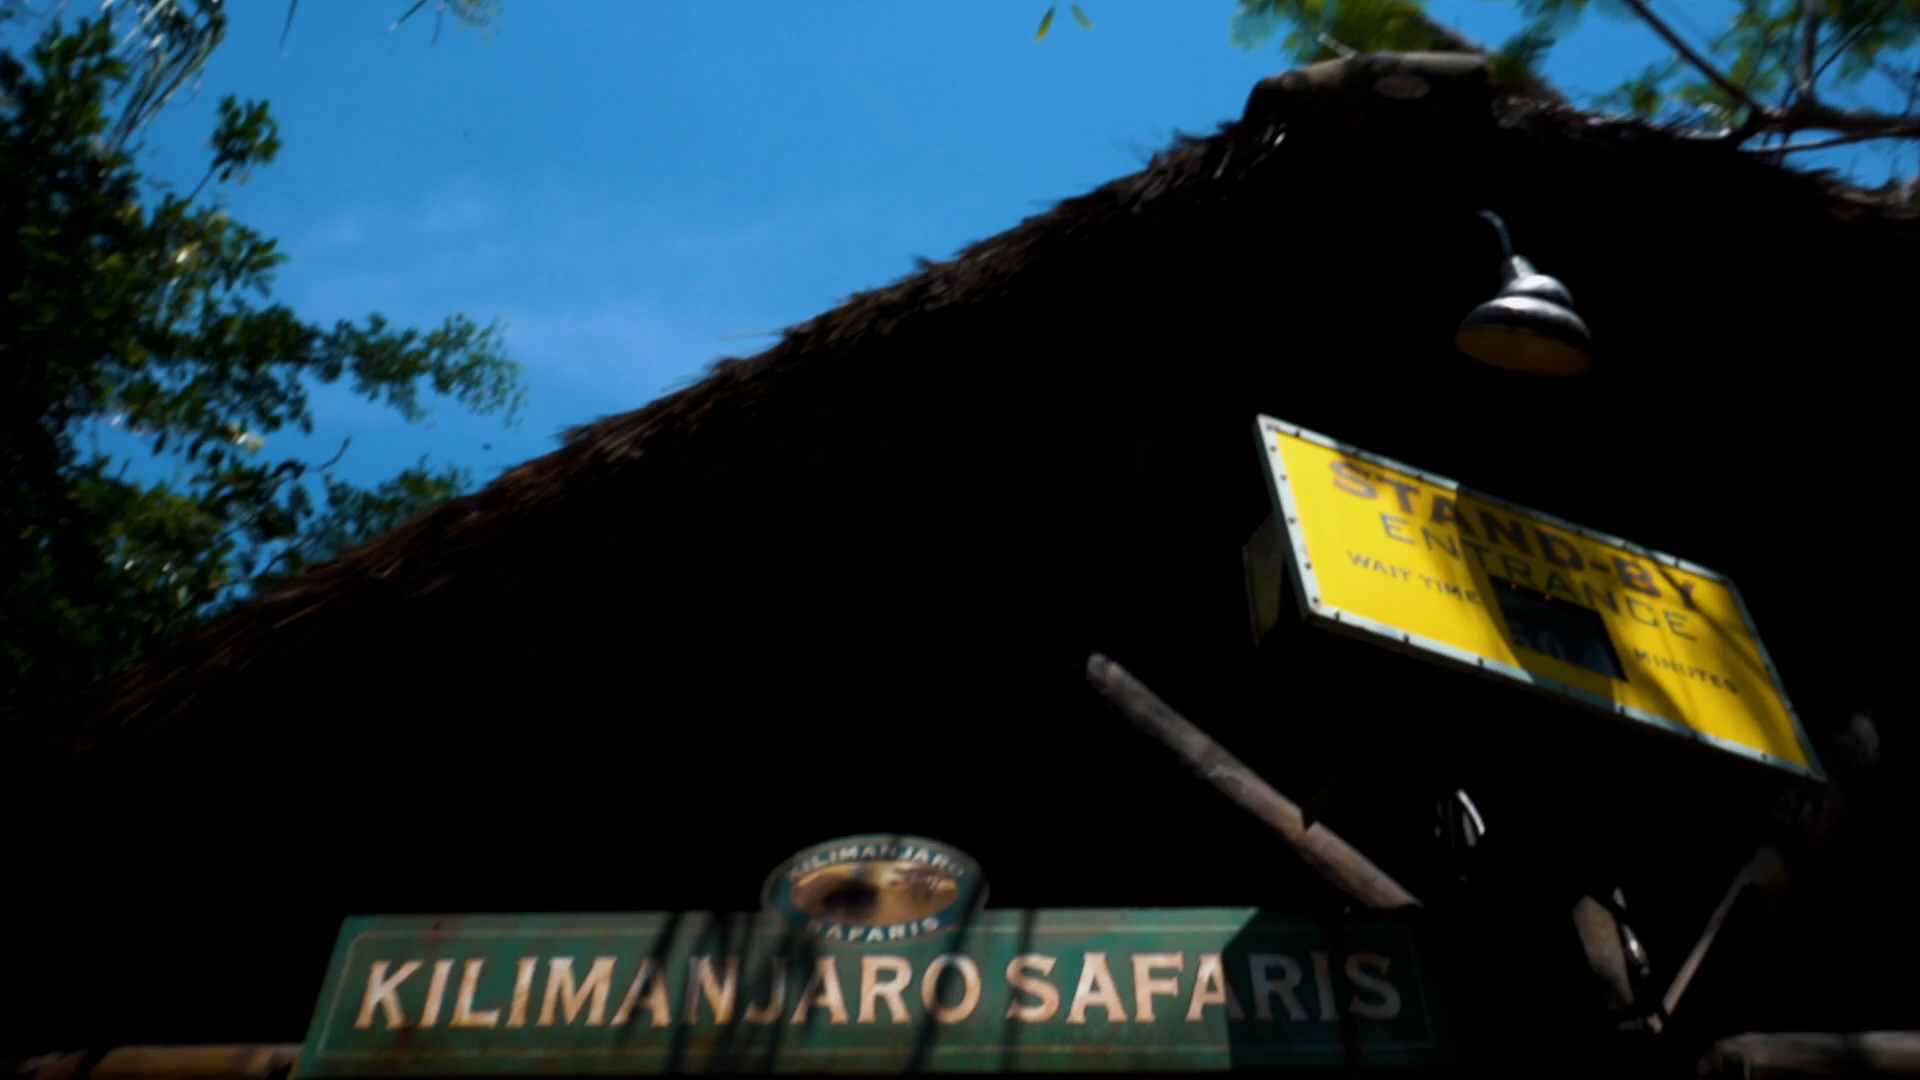 STAND-BY
ENTRANCE
WAIT TIME
MINUTES
KILIMANJARO
SAFARIS
KILIMANJARO SAFARIS